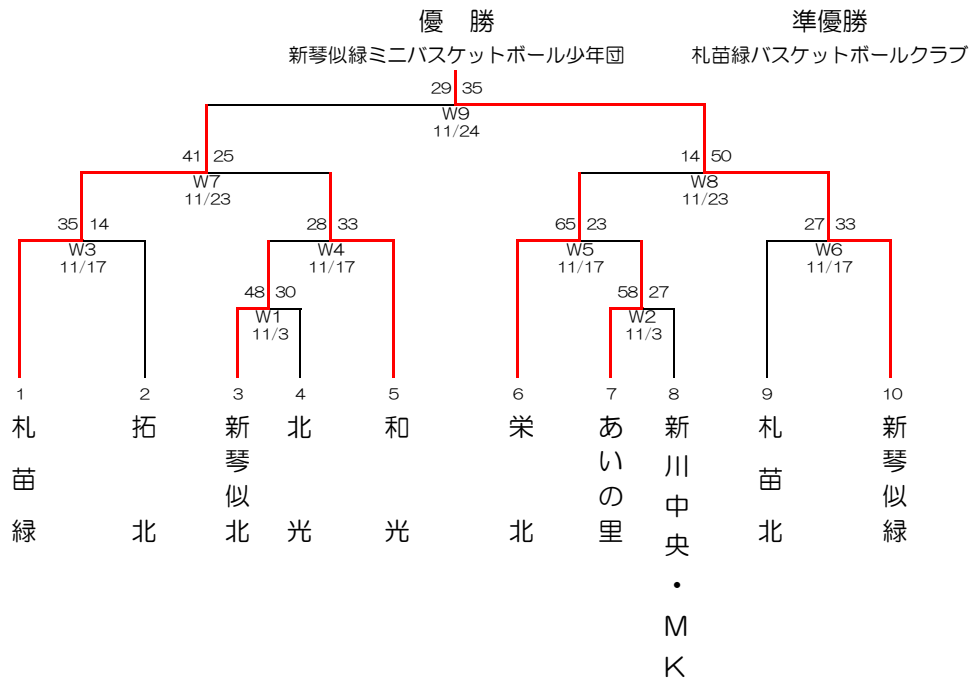 優　勝
準優勝
新琴似緑ミニバスケットボール少年団
札苗緑バスケットボールクラブ
29 35
W9
11/24
41 25
W7
11/23
14 50
W8
11/23
35 14
W3
11/17
28 33
W4
11/17
65 23
W5
11/17
27 33
W6
11/17
48 30
W1
11/3
58 27
W2
11/3
1
札苗緑
2
拓北
3
新琴似北
4
北光
5
和光
6
栄北
7
あいの里
8
新川中央・MK
9
札苗北
10
新琴似緑